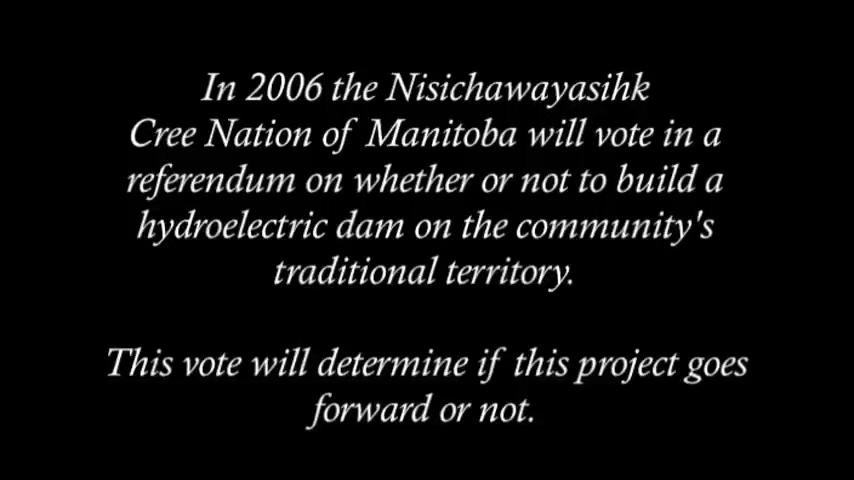 In 2006 the Nisichawayasihk
Cree Nation of Manitoba will vote in a
referendum on whether or not to build a
hydroelectric dam on the community's
traditional territory.
This vote will determine if this project goes
forward or not.